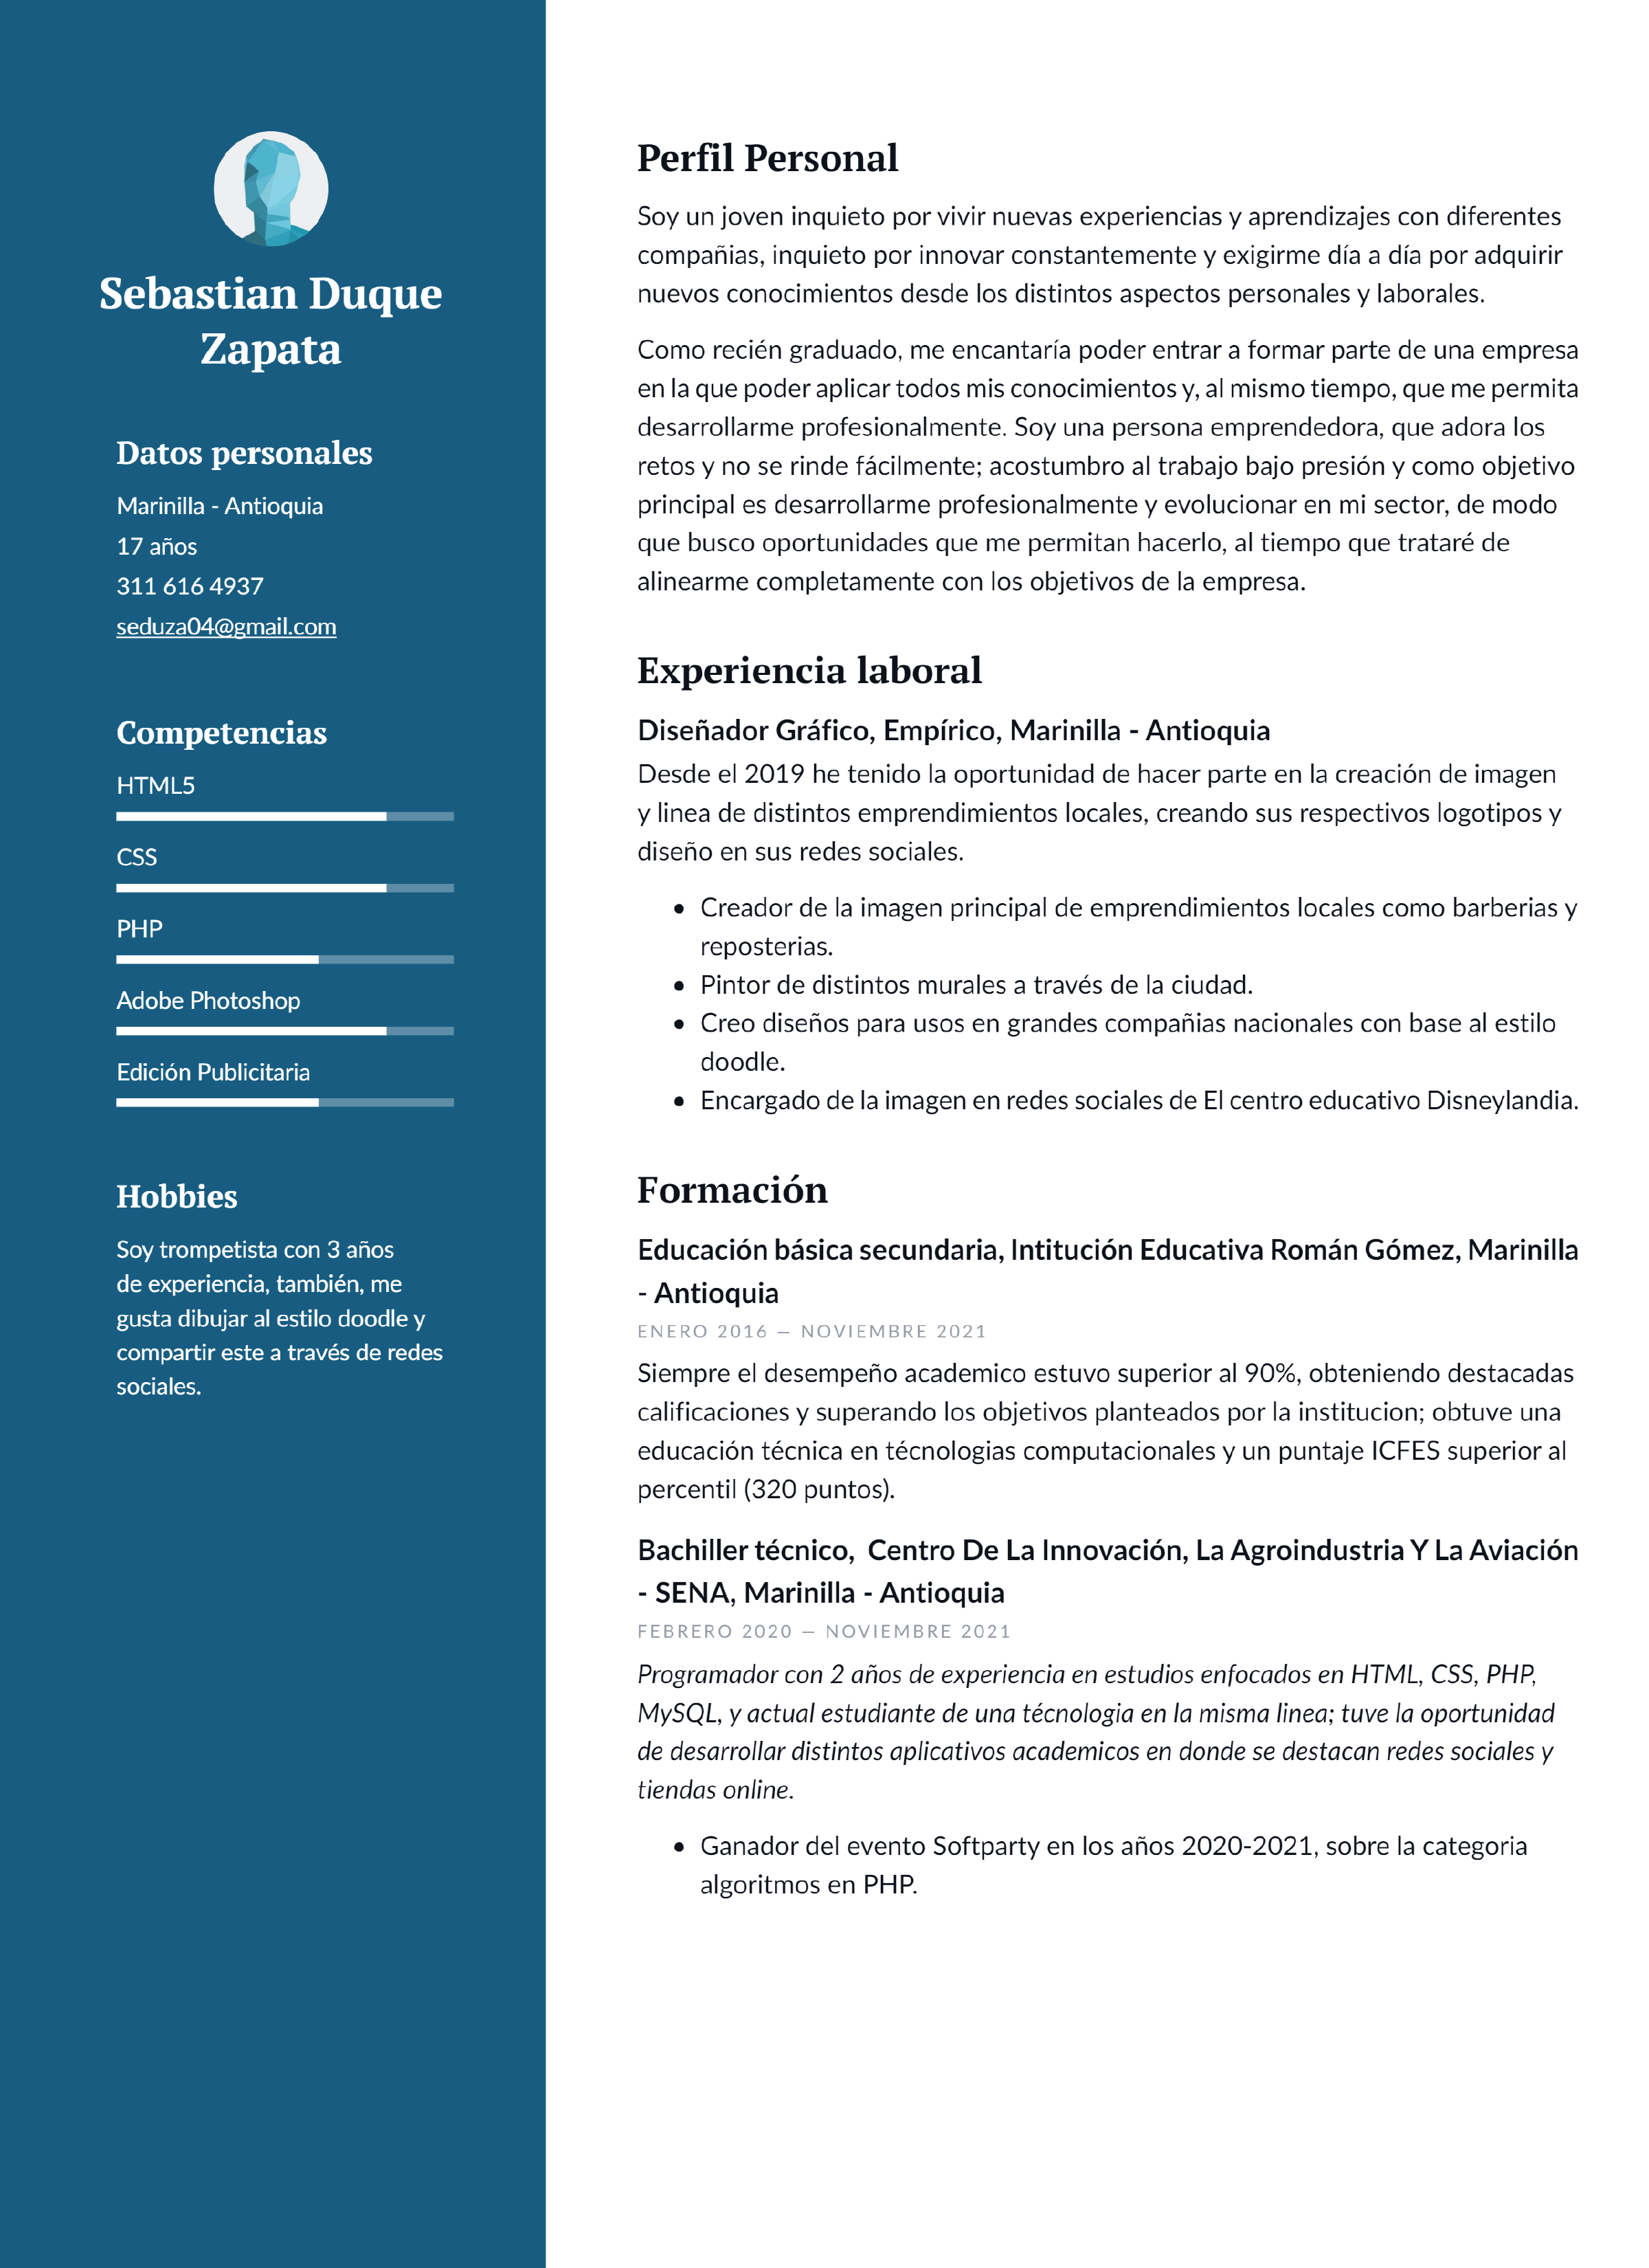 Sebastian Duque
Zapata
Datos personales
Marinilla - Antioquia
17 años
311 616 4937
seduza04@gmail.com
Competencias
HTML5
CSS
PHP
Adobe Photoshop
Edición Publicitaria
Hobbies
Soy trompetista con 3 años
de experiencia, también, me
gusta dibujar al estilo doodle y
compartir este a través de redes
sociales.
Perfil Personal
Soy un joven inquieto por vivir nuevas experiencias y aprendizajes con diferentes
compañias, inquieto por innovar constantemente y exigirme día a día por adquirir
nuevos conocimientos desde los distintos aspectos personales y laborales.
Como recién graduado, me encantaría poder entrar a formar parte de una empresa
en la que poder aplicar todos mis conocimientos y, al mismo tiempo, que me permita
desarrollarme profesionalmente. Soy una persona emprendedora, que adora los
retos y no se rinde fácilmente; acostumbro al trabajo bajo presión y como objetivo
principal es desarrollarme profesionalmente y evolucionar en mi sector, de modo
que busco oportunidades que me permitan hacerlo, al tiempo que trataré de
alinearme completamente con los objetivos de la empresa.
Experiencia laboral
Diseñador Gráfico, Empírico, Marinilla - Antioquia
Desde el 2019 he tenido la oportunidad de hacer parte en la creación de imagen
y linea de distintos emprendimientos locales, creando sus respectivos logotipos y
diseño en sus redes sociales.
• Creador de la imagen principal de emprendimientos locales como barberias y
reposterias.
• Pintor de distintos murales a través de la ciudad.
• Creo diseños para usos en grandes compañias nacionales con base al estilo
doodle.
• Encargado de la imagen en redes sociales de El centro educativo Disneylandia.
Formación
Educación básica secundaria, Intitución Educativa Román Gómez, Marinilla
- Antioquia
ENERO 2016 — NOVIEMBRE 2021
Siempre el desempeño academico estuvo superior al 90%, obteniendo destacadas
calificaciones y superando los objetivos planteados por la institucion; obtuve una
educación técnica en técnologias computacionales y un puntaje ICFES superior al
percentil (320 puntos).
Bachiller técnico,  Centro De La Innovación, La Agroindustria Y La Aviación
- SENA, Marinilla - Antioquia
FEBRERO 2020 — NOVIEMBRE 2021
Programador con 2 años de experiencia en estudios enfocados en HTML, CSS, PHP,
MySQL, y actual estudiante de una técnologia en la misma linea; tuve la oportunidad
de desarrollar distintos aplicativos academicos en donde se destacan redes sociales y
tiendas online.
• Ganador del evento Softparty en los años 2020-2021, sobre la categoria
algoritmos en PHP.